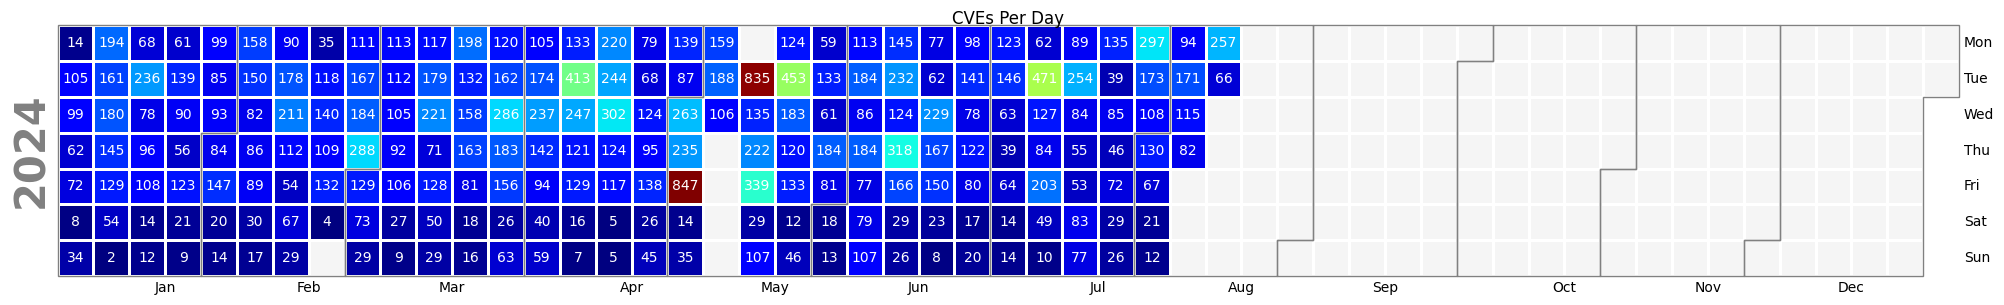 CVEs Per Day
14 194 68 61 99 158 90 35 111 113 117 198 120 105 133 220 79 139 159 124 59 113 145 77 98 123 62 89 135 297 94 257 Mon
105 161 236 139 85 150 178 118 167 112 179 132 162 174 413 244 68 87 188 835 453 133 184 232 62 141 146 471 254 39 173 171 66 Tue
99 180 78 90 93 82 211 140 184 105 221 158 286 237 247 302 124 263 106 135 183 61 86 124 229 78 63 127 84 85 108 115 Wed
62 145 96 56 84 86 112 109 288 92 71 163 183 142 121 124 95 235 222 120 184 184 318 167 122 39 84 55 46 130 82 Thu
72 129 108 123 147 89 54 132 129 106 128 81 156 94 129 117 138 847 339 133 81 77 166 150 80 64 203 53 72 67 Fri
8 54 14 21 20 30 67 4 73 27 50 18 26 40 16 5 26 14 29 12 18 79 29 23 17 14 49 83 29 21 Sat
34 2 12 9 14 17 29 29 9 29 16 63 59 7 5 45 35 107 46 13 107 26 8 20 14 10 77 26 12 Sun
2024
Jan Feb Mar Apr May Jun Jul Aug Sep Oct Nov Dec